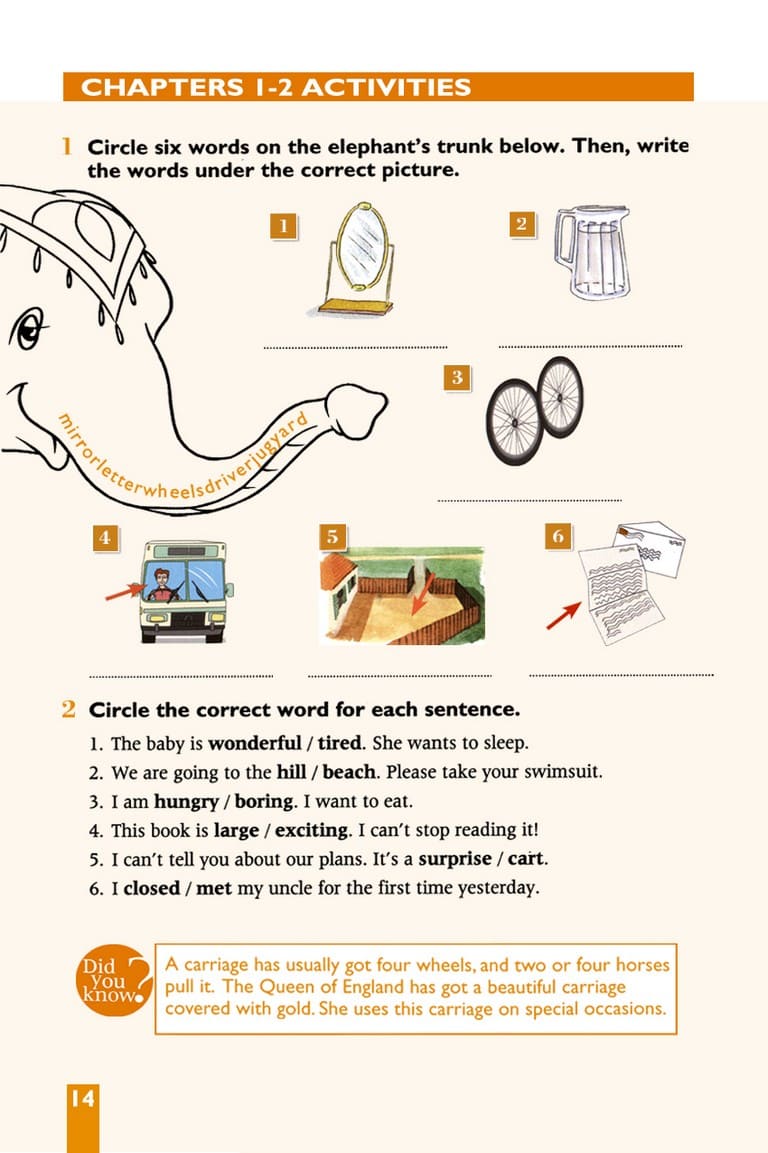 CHAPTERS 1-2 ACTIVITIES
1 Circle six words on the elephant's trunk below. Then, write
the words under the correct picture.
1
2
3
mirrorletterwheelsdriverjugyard
4
5
6
2 Circle the correct word for each sentence.
1. The baby is wonderful / tired. She wants to sleep.
2. We are going to the hill / beach. Please take your swimsuit.
3. I am hungry / boring. I want to eat.
4. This book is large / exciting. I can't stop reading it!
5. I can't tell you about our plans. It's a surprise / cart.
6. I closed / met my uncle for the first time yesterday.
Did
you
know?
A carriage has usually got four wheels, and two or four horses
pull it. The Queen of England has got a beautiful carriage
covered with gold. She uses this carriage on special occasions.
14